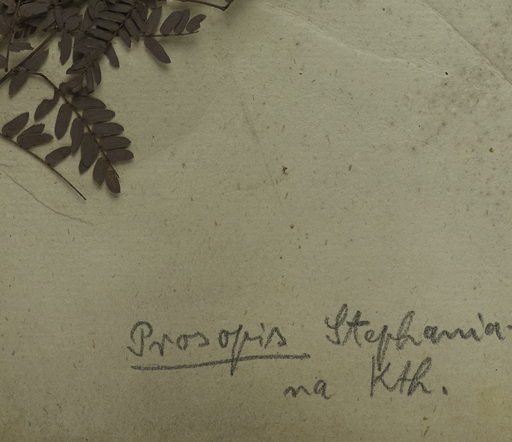 Prosopis Stephania-
na Kth.